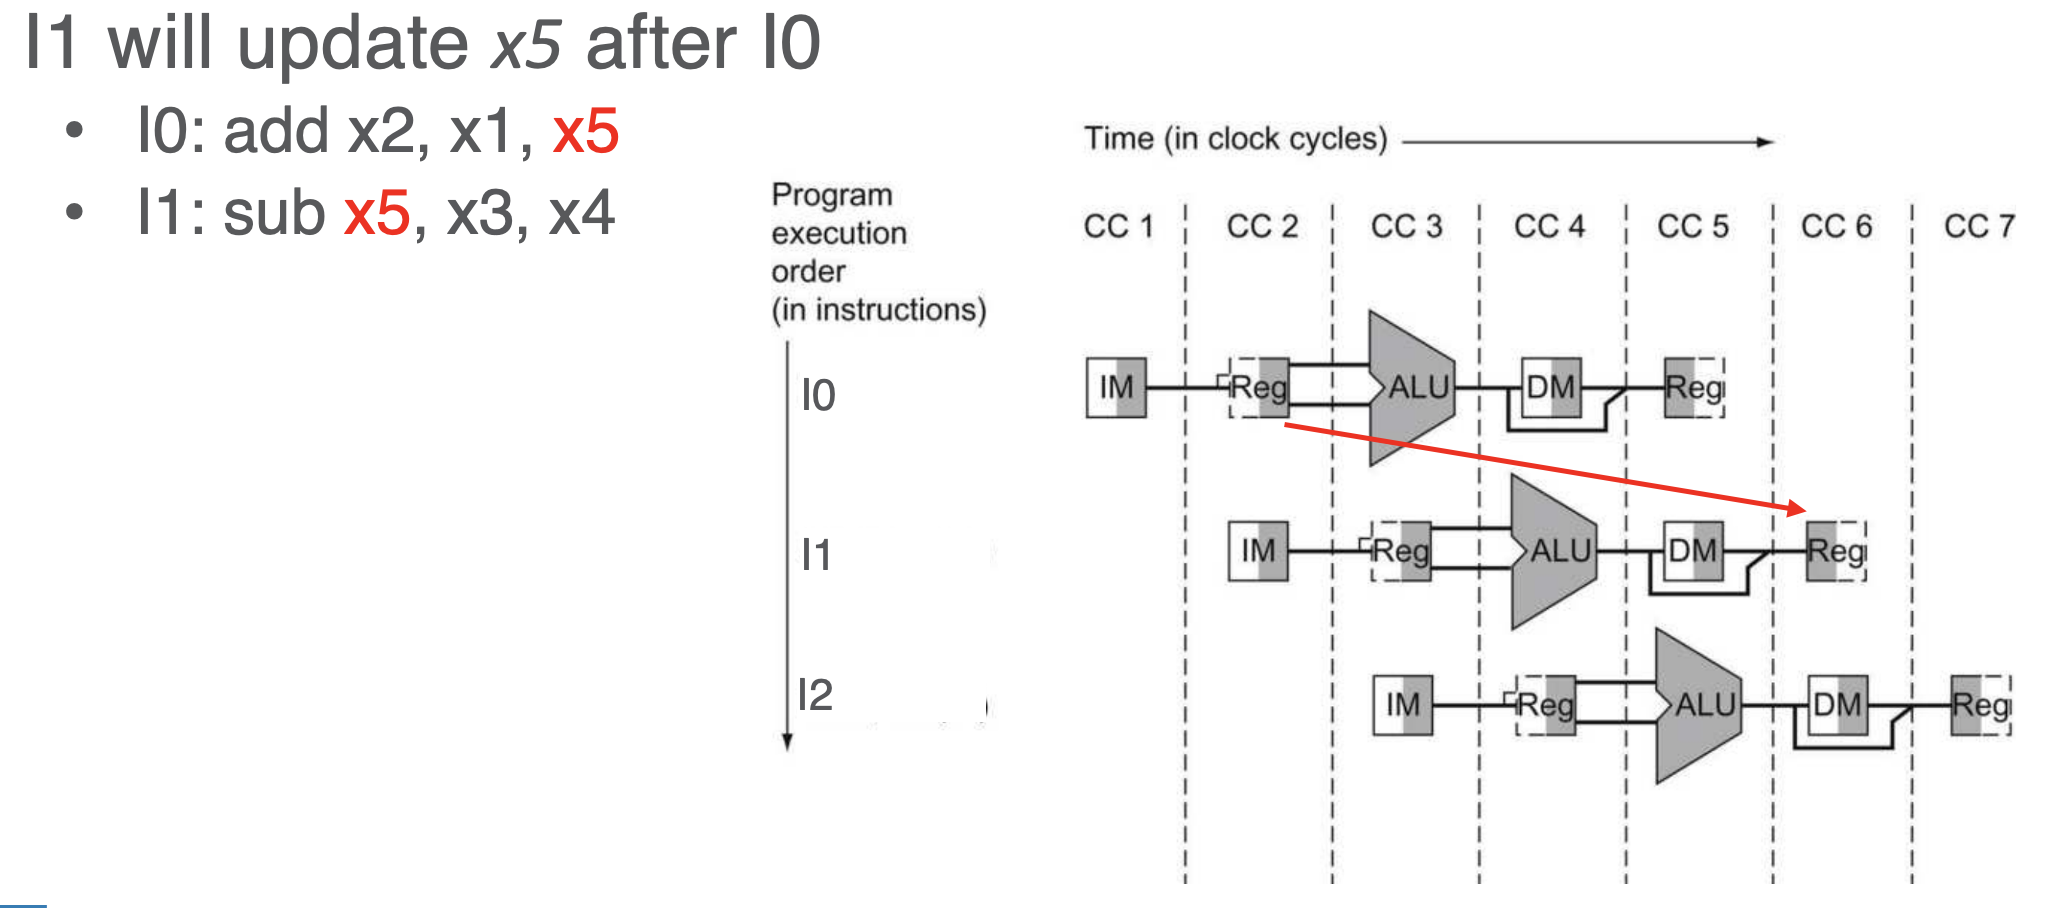 I1 will update x5 after I0
• I0: add x2, x1, x5
• I1: sub x5, x3, x4
Time (in clock cycles)
Program
execution
order
(in instructions)
CC 1 CC 2 CC 3 CC 4 CC 5 CC 6 CC 7
I0
IM Reg ALU DM Reg
I1
IM Reg ALU DM Reg
I2
IM Reg ALU DM Reg